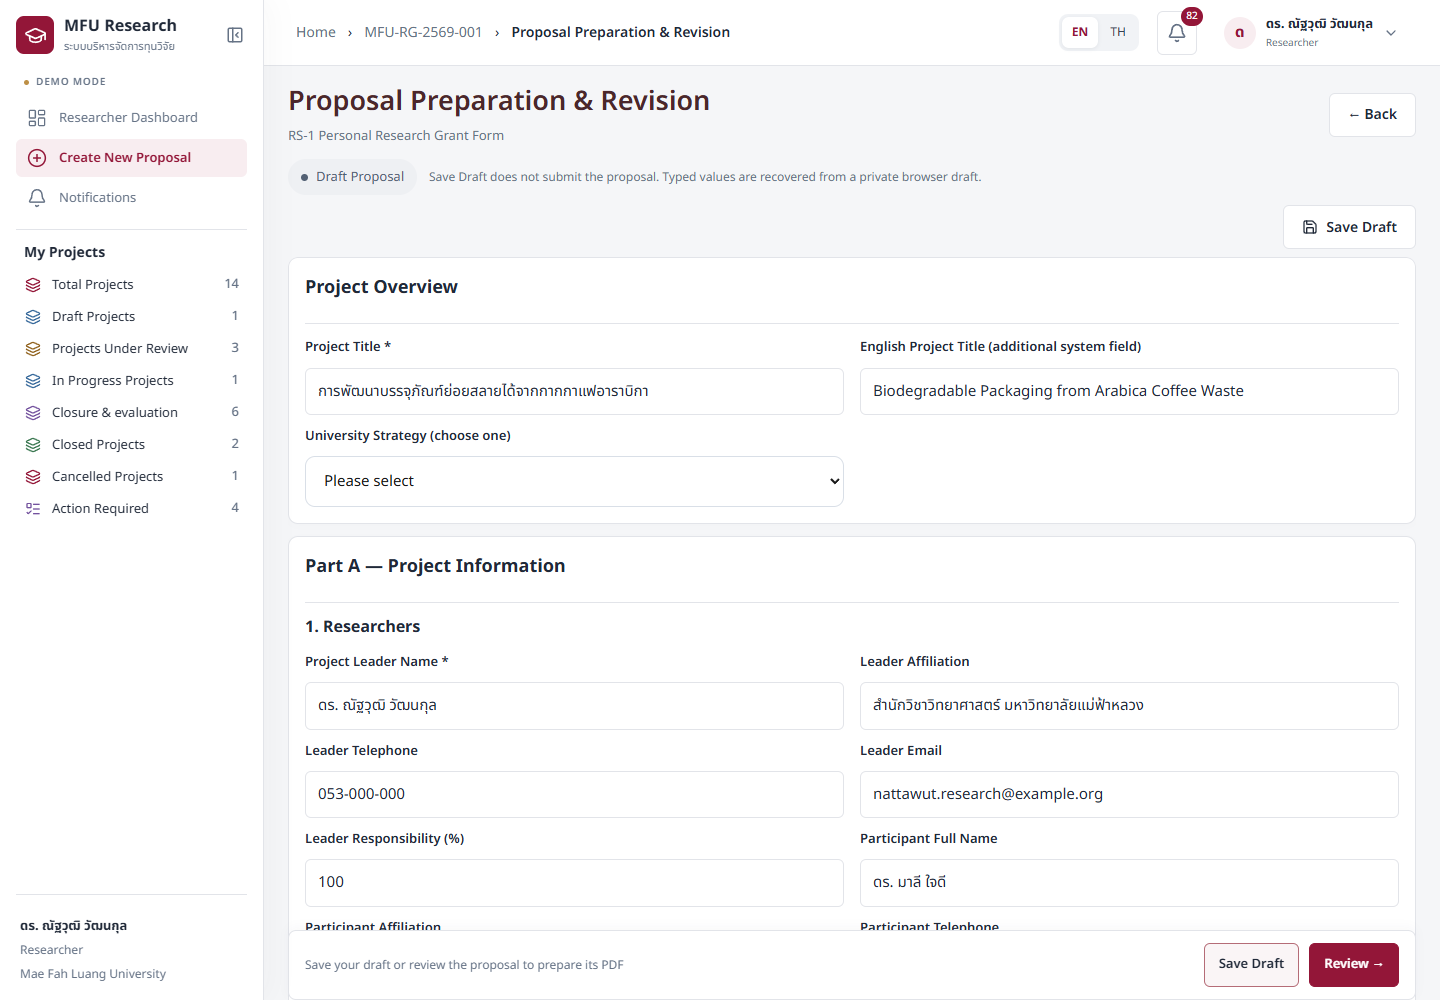 MFU Research
ระบบบริหารจัดการทุนวิจัย
DEMO MODE
Researcher Dashboard
Create New Proposal
Notifications
My Projects
Total Projects 14
Draft Projects 1
Projects Under Review 3
In Progress Projects 1
Closure & evaluation 6
Closed Projects 2
Cancelled Projects 1
Action Required 4
ดร. ณัฐวุฒิ วัฒนกุล
Researcher
Mae Fah Luang University
Home › MFU-RG-2569-001 › Proposal Preparation & Revision
EN TH
82
ด
ดร. ณัฐวุฒิ วัฒนกุล
Researcher
Proposal Preparation & Revision
RS-1 Personal Research Grant Form
← Back
Draft Proposal
Save Draft does not submit the proposal. Typed values are recovered from a private browser draft.
Save Draft
Project Overview
Project Title *
English Project Title (additional system field)
การพัฒนาบรรจุภัณฑ์ย่อยสลายได้จากกากกาแฟอาราบิกา
Biodegradable Packaging from Arabica Coffee Waste
University Strategy (choose one)
Please select
Part A — Project Information
1. Researchers
Project Leader Name *
Leader Affiliation
ดร. ณัฐวุฒิ วัฒนกุล
สำนักวิชาวิทยาศาสตร์ มหาวิทยาลัยแม่ฟ้าหลวง
Leader Telephone
Leader Email
053-000-000
nattawut.research@example.org
Leader Responsibility (%)
Participant Full Name
100
ดร. มาลี ใจดี
Participant Affiliation
Participant Telephone
Save your draft or review the proposal to prepare its PDF
Save Draft
Review →